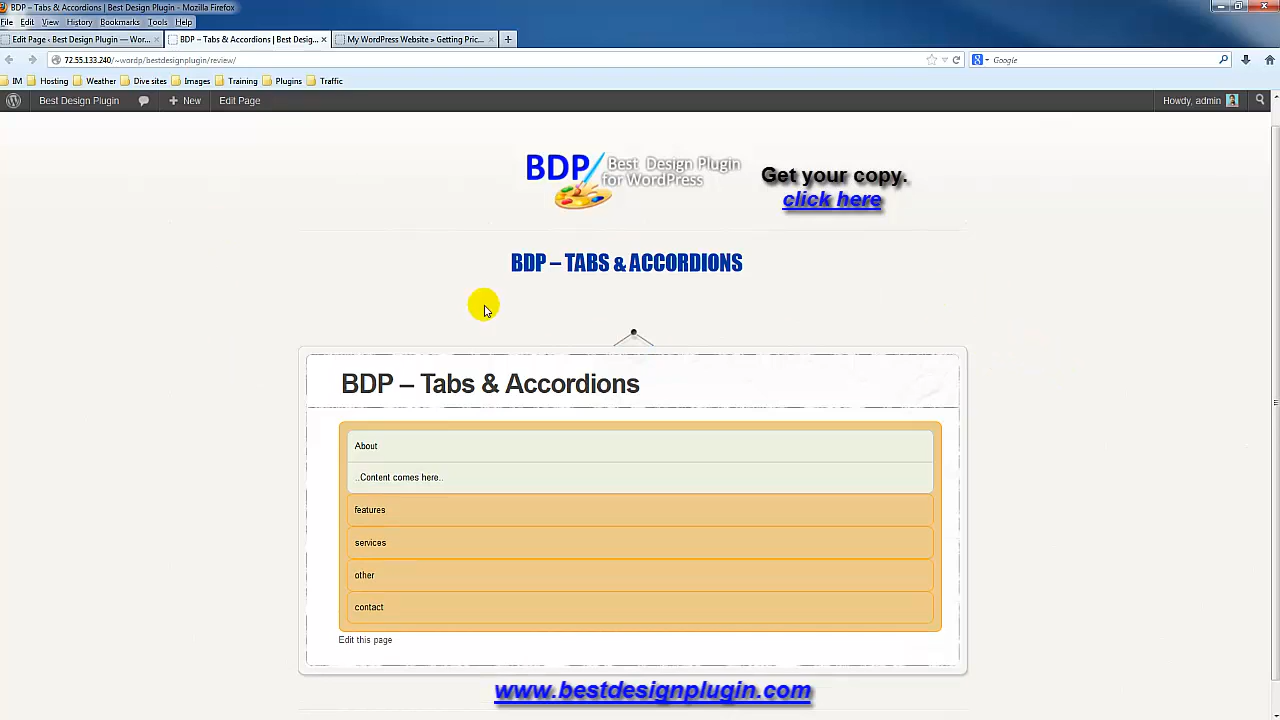 BDP – Tabs & Accordions | Best Design Plugin - Mozilla Firefox
File Edit View History Bookmarks Tools Help
Edit Page ‹ Best Design Plugin — Wor... × BDP – Tabs & Accordions | Best Desig... × My WordPress Website » Getting Pric... × +
72.55.133.240/~wordp/bestdesignplugin/review/ Google
IM Hosting Weather Dive sites Images Training Plugins Traffic
Best Design Plugin + New Edit Page Howdy, admin
BDP Best Design Plugin
for WordPress
Get your copy.
click here
BDP – TABS & ACCORDIONS
BDP – Tabs & Accordions
About
..Content comes here..
features
services
other
contact
Edit this page
www.bestdesignplugin.com